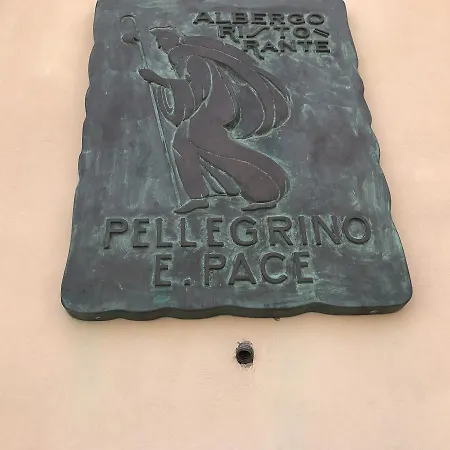 ALBERGO
RISTO-
RANTE
PELLEGRINO
E. PACE